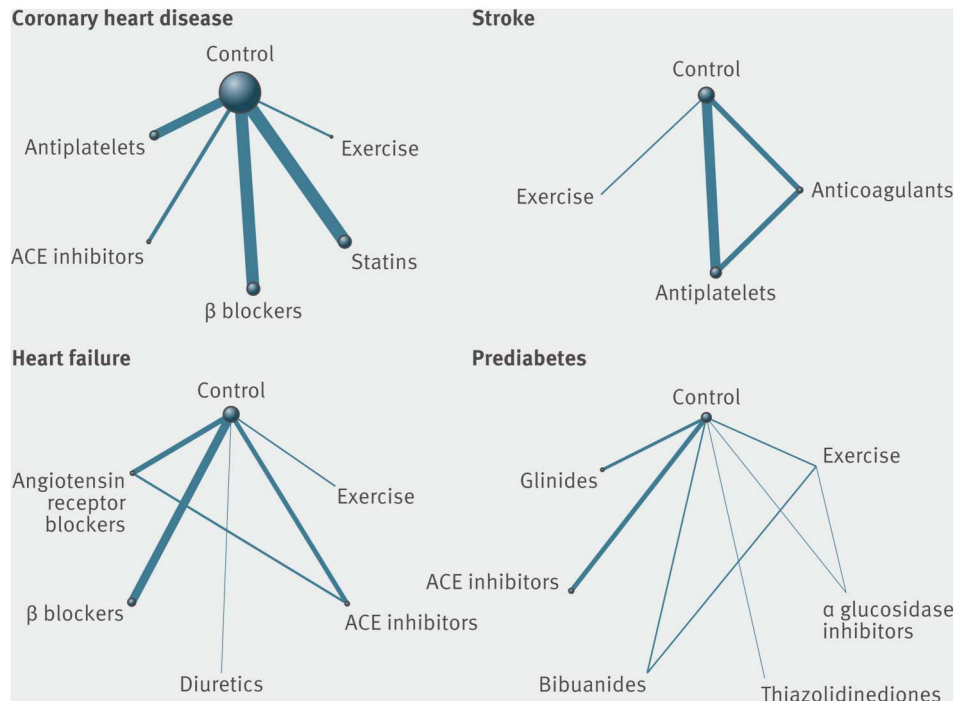 Coronary heart disease
Control
Antiplatelets
Exercise
ACE inhibitors
Statins
β blockers
Stroke
Control
Exercise
Anticoagulants
Antiplatelets
Heart failure
Control
Angiotensin
receptor
blockers
Exercise
β blockers
ACE inhibitors
Diuretics
Prediabetes
Control
Exercise
Glinides
ACE inhibitors
α glucosidase
inhibitors
Bibuanides
Thiazolidinediones